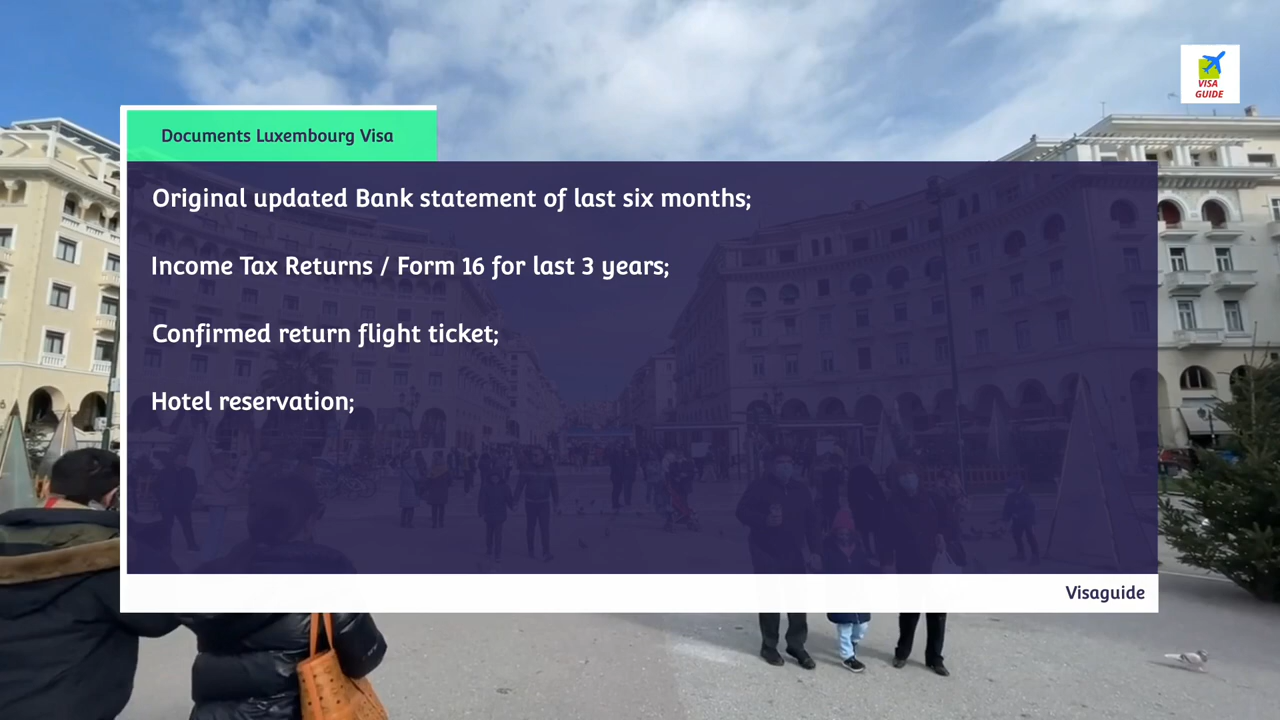 VISA
GUIDE
Documents Luxembourg Visa
Original updated Bank statement of last six months;
Income Tax Returns / Form 16 for last 3 years;
Confirmed return flight ticket;
Hotel reservation;
Visaguide